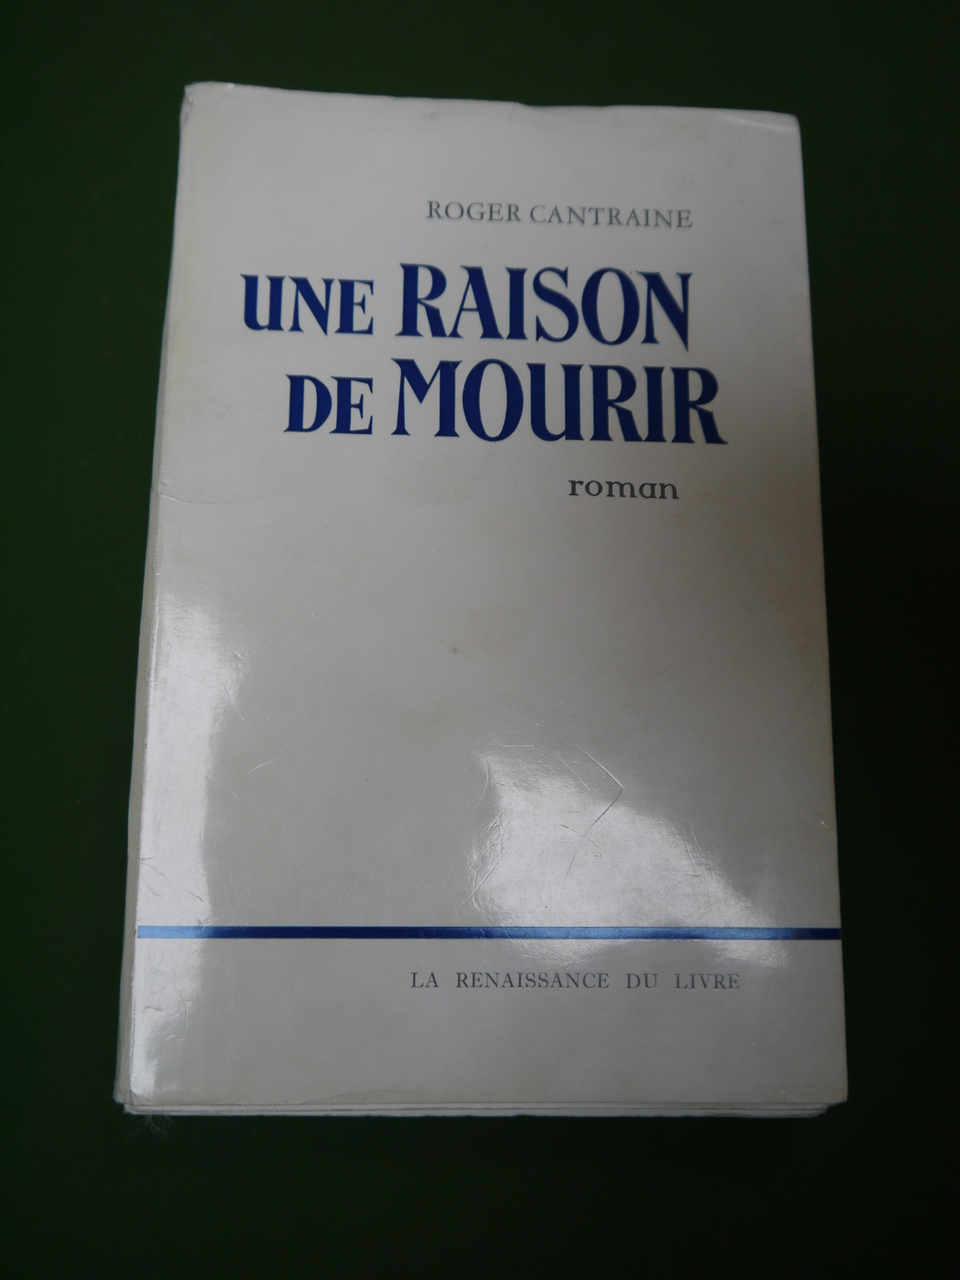 ROGER CANTRAINE
UNE RAISON
DE MOURIR
roman
LA RENAISSANCE DU LIVRE